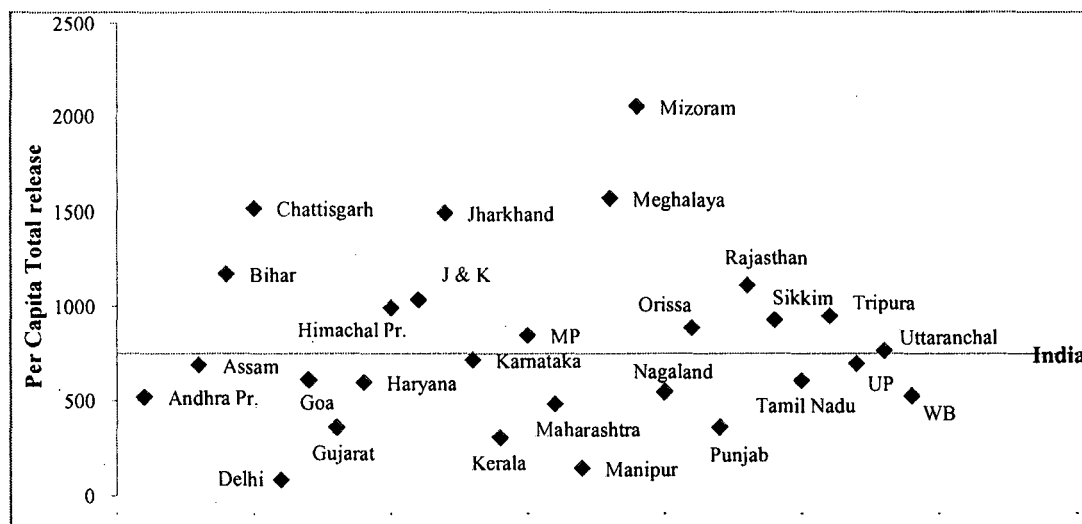 Per Capita Total release
2500
2000
1500
1000
500
0
Mizoram
Meghalaya
Chattisgarh
Jharkhand
Rajasthan
Bihar
J & K
Sikkim
Tripura
Orissa
Himachal Pr.
MP
Uttaranchal
India
Karnataka
Assam
Haryana
Nagaland
UP
Andhra Pr.
Goa
Tamil Nadu
WB
Maharashtra
Gujarat
Punjab
Kerala
Manipur
Delhi